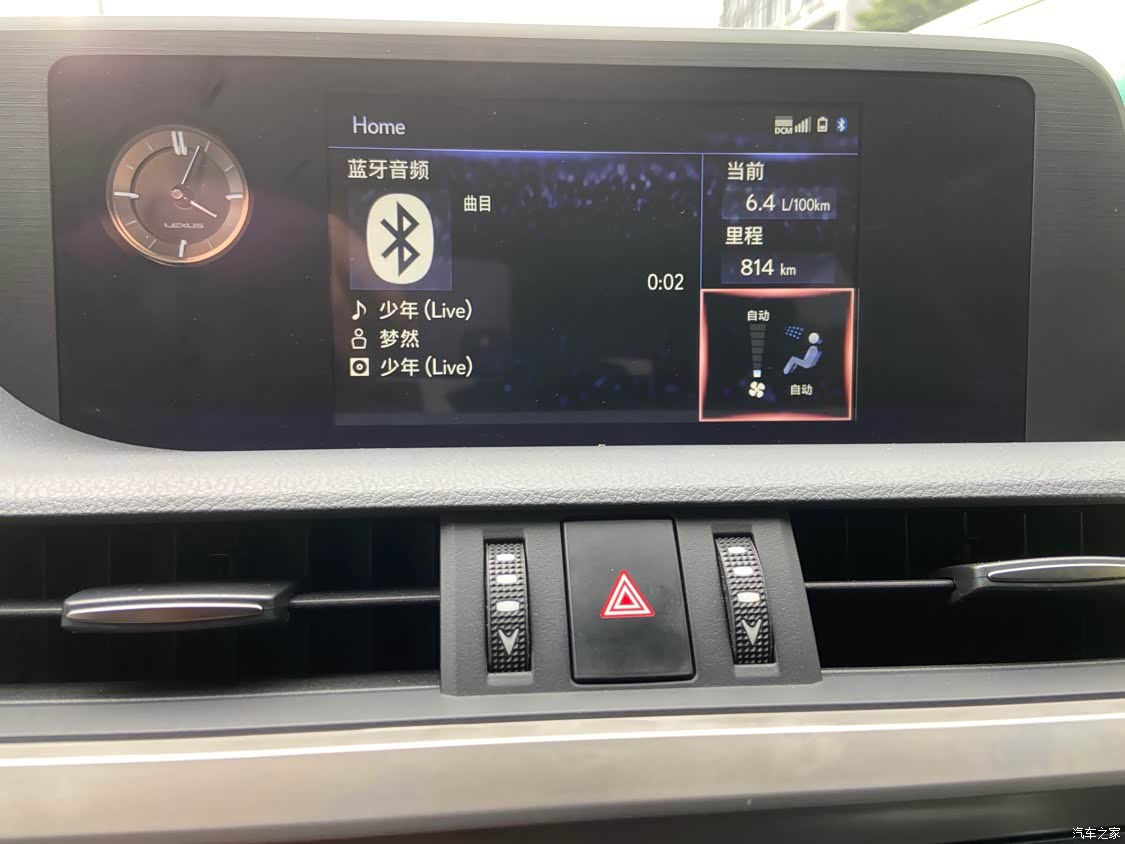 Home
DCM
蓝牙音频
曲目
0:02
少年 (Live)
梦然
少年 (Live)
当前
6.4 L/100km
里程
814 km
自动
自动
LEXUS
汽车之家